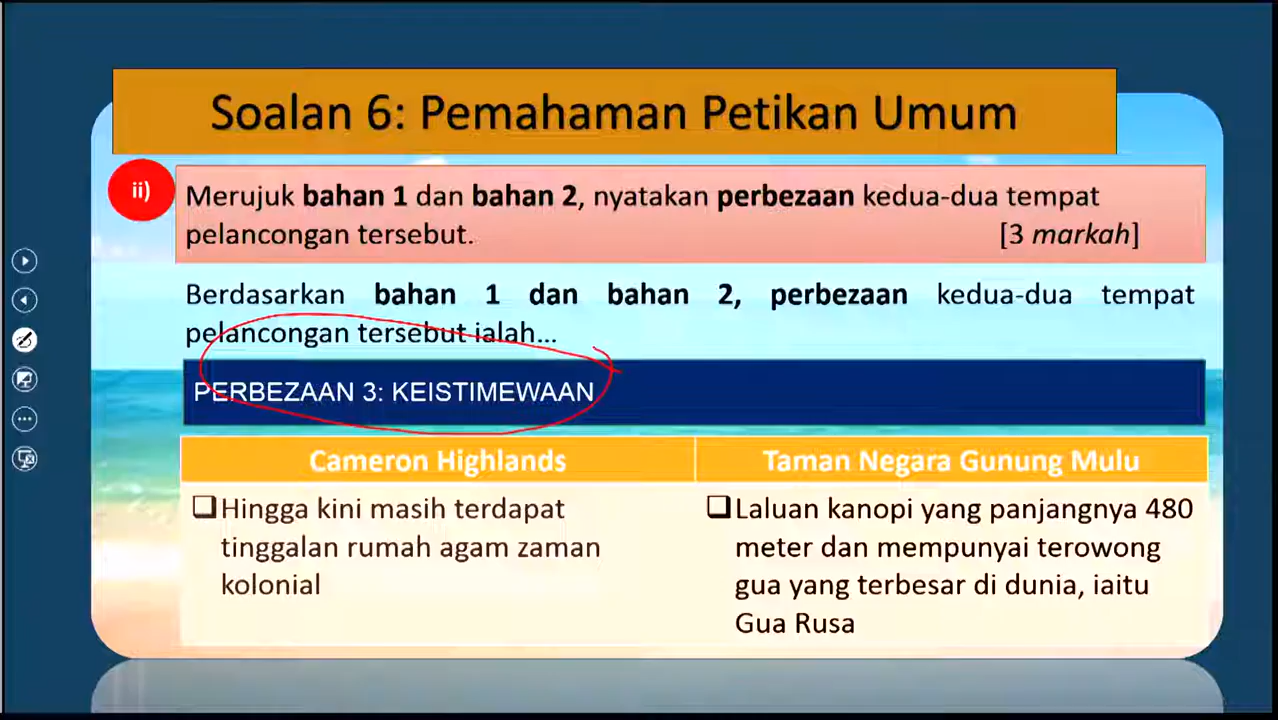 Soalan 6: Pemahaman Petikan Umum
ii)
Merujuk bahan 1 dan bahan 2, nyatakan perbezaan kedua-dua tempat
pelancongan tersebut. [3 markah]
Berdasarkan bahan 1 dan bahan 2, perbezaan kedua-dua tempat
pelancongan tersebut ialah...
PERBEZAAN 3: KEISTIMEWAAN
Cameron Highlands
Hingga kini masih terdapat
tinggalan rumah agam zaman
kolonial
Taman Negara Gunung Mulu
Laluan kanopi yang panjangnya 480
meter dan mempunyai terowong
gua yang terbesar di dunia, iaitu
Gua Rusa